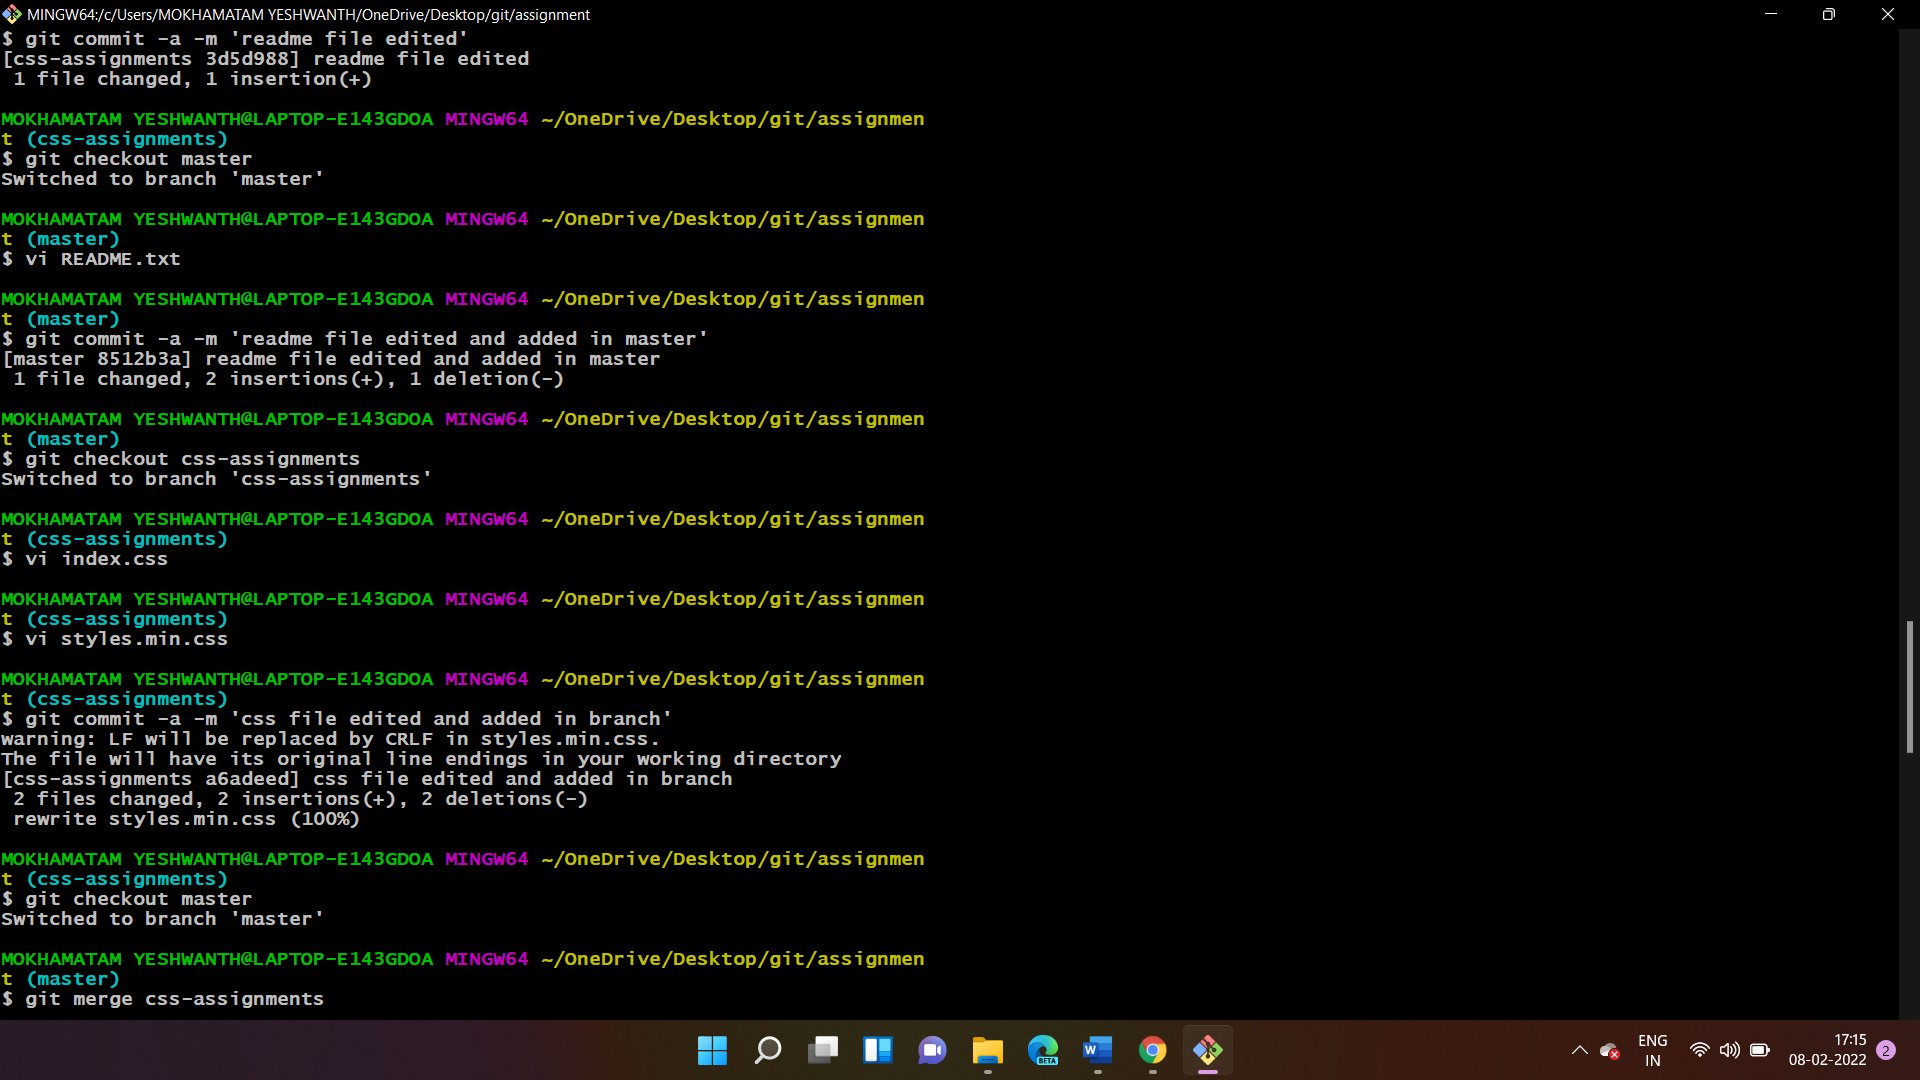 MINGW64:/c/Users/MOKHAMATAM YESHWANTH/OneDrive/Desktop/git/assignment
$ git commit -a -m 'readme file edited'
[css-assignments 3d5d988] readme file edited
 1 file changed, 1 insertion(+)
MOKHAMATAM YESHWANTH@LAPTOP-E143GDOA MINGW64 ~/OneDrive/Desktop/git/assignmen
t (css-assignments)
$ git checkout master
Switched to branch 'master'
MOKHAMATAM YESHWANTH@LAPTOP-E143GDOA MINGW64 ~/OneDrive/Desktop/git/assignmen
t (master)
$ vi README.txt
MOKHAMATAM YESHWANTH@LAPTOP-E143GDOA MINGW64 ~/OneDrive/Desktop/git/assignmen
t (master)
$ git commit -a -m 'readme file edited and added in master'
[master 8512b3a] readme file edited and added in master
 1 file changed, 2 insertions(+), 1 deletion(-)
MOKHAMATAM YESHWANTH@LAPTOP-E143GDOA MINGW64 ~/OneDrive/Desktop/git/assignmen
t (master)
$ git checkout css-assignments
Switched to branch 'css-assignments'
MOKHAMATAM YESHWANTH@LAPTOP-E143GDOA MINGW64 ~/OneDrive/Desktop/git/assignmen
t (css-assignments)
$ vi index.css
MOKHAMATAM YESHWANTH@LAPTOP-E143GDOA MINGW64 ~/OneDrive/Desktop/git/assignmen
t (css-assignments)
$ vi styles.min.css
MOKHAMATAM YESHWANTH@LAPTOP-E143GDOA MINGW64 ~/OneDrive/Desktop/git/assignmen
t (css-assignments)
$ git commit -a -m 'css file edited and added in branch'
warning: LF will be replaced by CRLF in styles.min.css.
The file will have its original line endings in your working directory
[css-assignments a6adeed] css file edited and added in branch
 2 files changed, 2 insertions(+), 2 deletions(-)
 rewrite styles.min.css (100%)
MOKHAMATAM YESHWANTH@LAPTOP-E143GDOA MINGW64 ~/OneDrive/Desktop/git/assignmen
t (css-assignments)
$ git checkout master
Switched to branch 'master'
MOKHAMATAM YESHWANTH@LAPTOP-E143GDOA MINGW64 ~/OneDrive/Desktop/git/assignmen
t (master)
$ git merge css-assignments
BETA
W
ENG
IN
17:15
08-02-2022
2